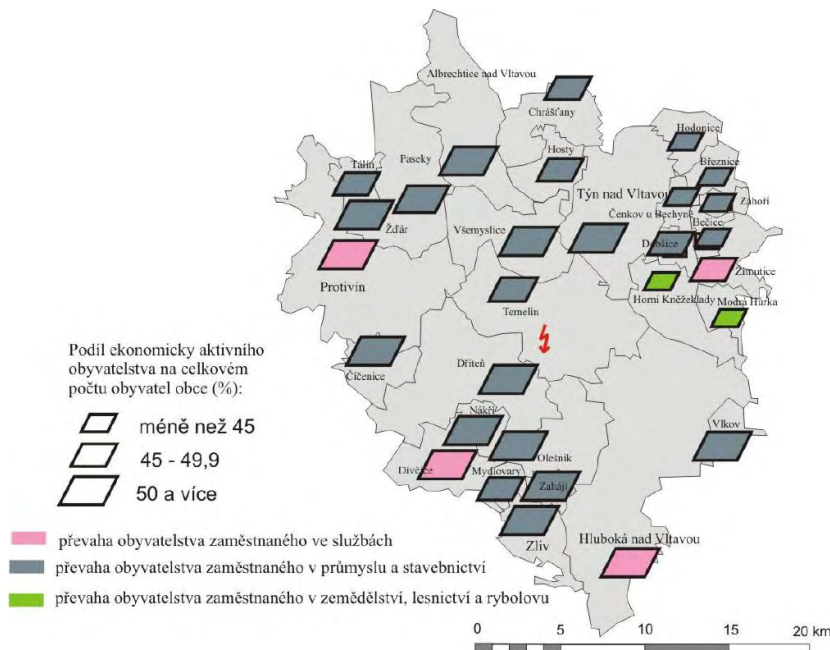 Albrechtice nad Vltavou
Chrášťany
Hodonice
Hosty
Březnice
Paseky
Tálín
Týn nad Vltavou
Záhoří
Čenkov u Bechyně
Bečice
Žďár
Všemyslice
Dobšice
Žimutice
Protivín
Temelín
Horní Kněžeklady
Modrá Hůrka
Podíl ekonomicky aktivního
obyvatelstva na celkovém
počtu obyvatel obce (%):
Číčenice
Dříteň
méně než 45
Nákří
Vlkov
45 - 49,9
Olešník
Dívčice
Mydlovary
50 a více
Zahájí
převaha obyvatelstva zaměstnaného ve službách
Zliv
Hluboká nad Vltavou
převaha obyvatelstva zaměstnaného v průmyslu a stavebnictví
převaha obyvatelstva zaměstnaného v zemědělství, lesnictví a rybolovu
0 5 10 15 20 km